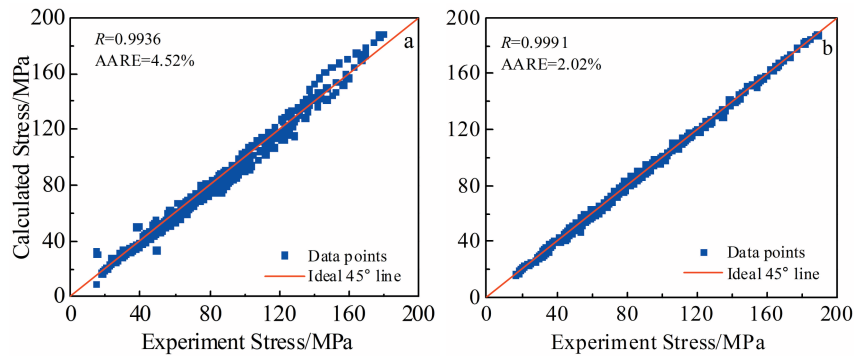 R=0.9936
AARE=4.52%
a
200
160
120
80
40
0
Calculated Stress/MPa
Data points
Ideal 45° line
0 40 80 120 160 200
Experiment Stress/MPa
R=0.9991
AARE=2.02%
b
200
160
120
80
40
0
Data points
Ideal 45° line
0 40 80 120 160 200
Experiment Stress/MPa